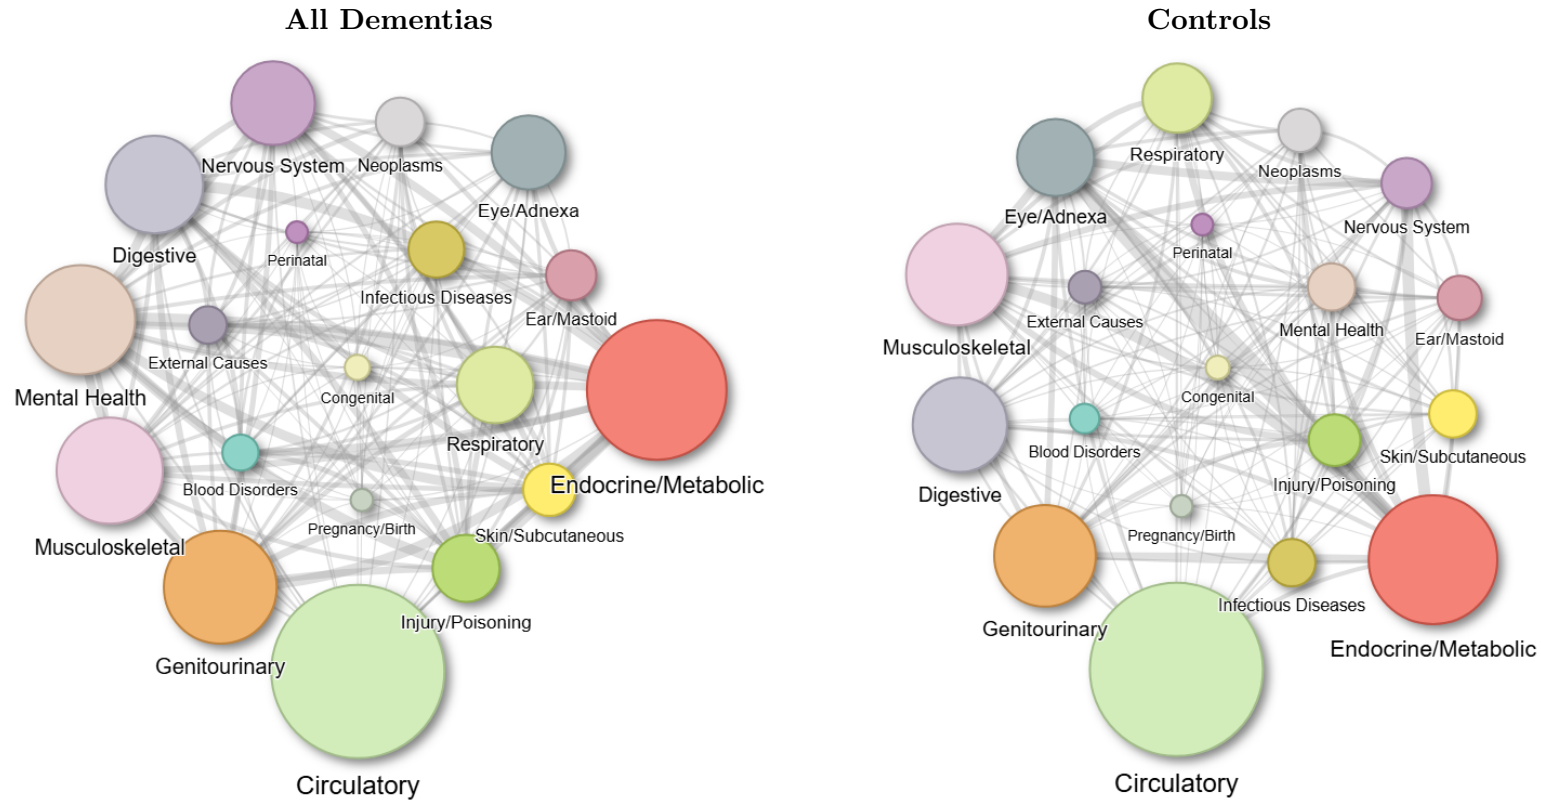 All Dementias
Nervous System
Neoplasms
Eye/Adnexa
Digestive
Perinatal
Infectious Diseases
Ear/Mastoid
External Causes
Mental Health
Congenital
Respiratory
Endocrine/Metabolic
Blood Disorders
Pregnancy/Birth
Skin/Subcutaneous
Musculoskeletal
Injury/Poisoning
Genitourinary
Circulatory
Controls
Respiratory
Neoplasms
Eye/Adnexa
Nervous System
Perinatal
External Causes
Mental Health
Ear/Mastoid
Musculoskeletal
Congenital
Blood Disorders
Skin/Subcutaneous
Injury/Poisoning
Digestive
Pregnancy/Birth
Infectious Diseases
Genitourinary
Endocrine/Metabolic
Circulatory